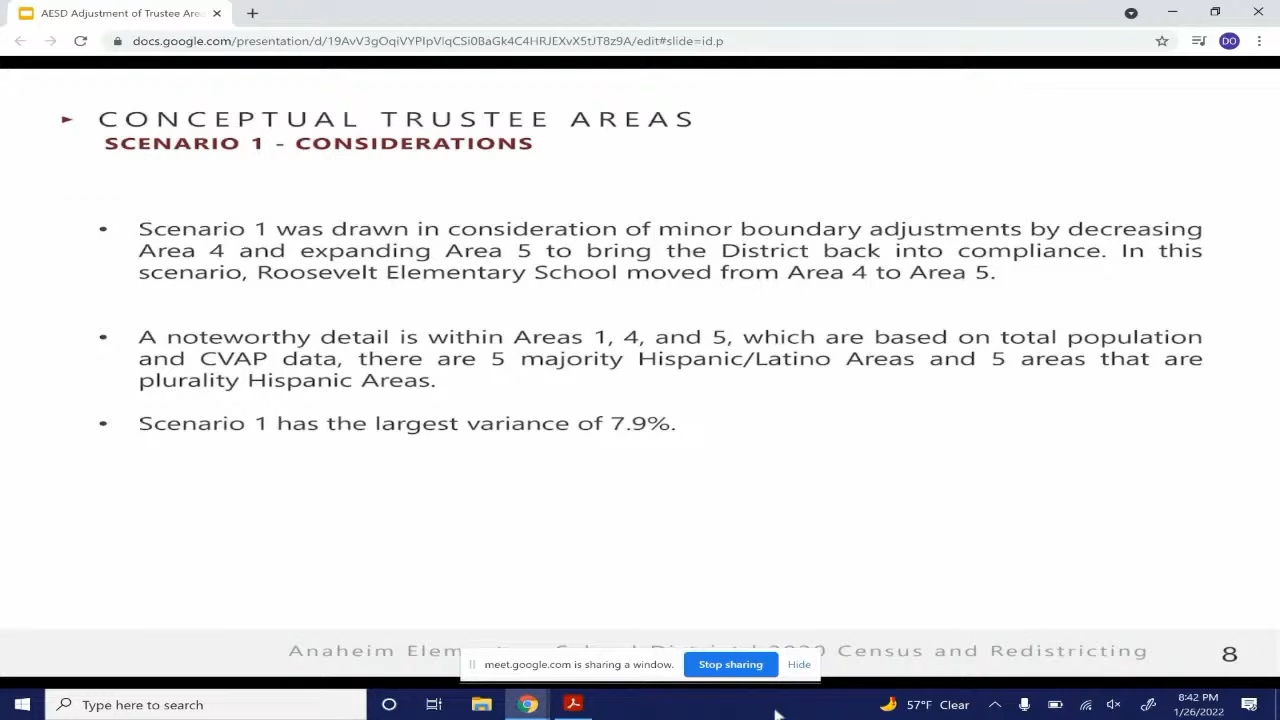 AESD Adjustment of Trustee Are
docs.google.com/presentation/d/19AvV3gOqiVYPIpVlqCSi0BaGk4C4HRJEXvX5tJT8z9A/edit#slide=id.p
DO
CONCEPTUAL TRUSTEE AREAS
SCENARIO 1 - CONSIDERATIONS
• Scenario 1 was drawn in consideration of minor boundary adjustments by decreasing
Area 4 and expanding Area 5 to bring the District back into compliance. In this
scenario, Roosevelt Elementary School moved from Area 4 to Area 5.
• A noteworthy detail is within Areas 1, 4, and 5, which are based on total population
and CVAP data, there are 5 majority Hispanic/Latino Areas and 5 areas that are
plurality Hispanic Areas.
• Scenario 1 has the largest variance of 7.9%.
Anaheim Elem Census and Redistricting
8
meet.google.com is sharing a window.
Stop sharing
Hide
Type here to search
57°F Clear
8:42 PM
1/26/2022